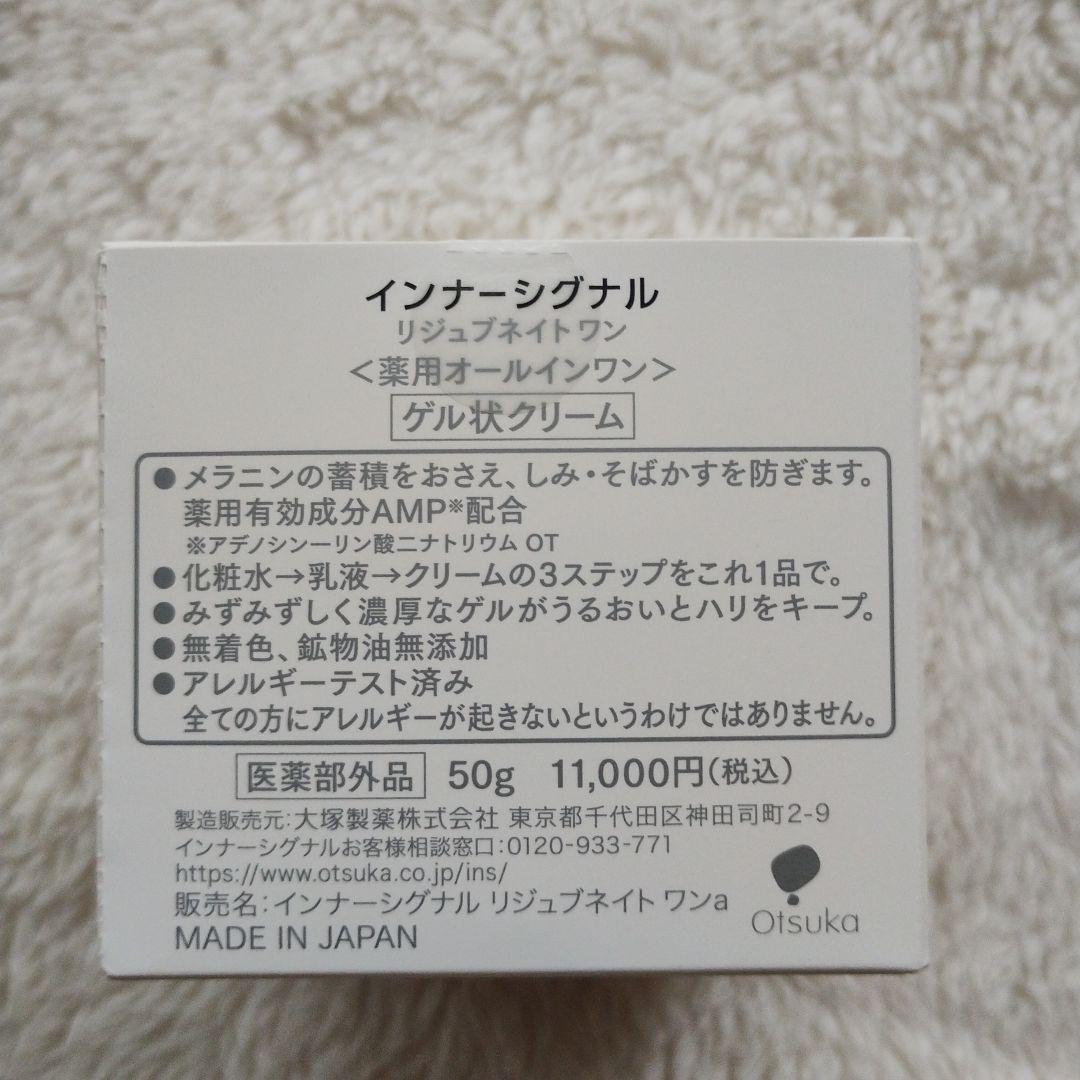 インナーシグナル
リジュブネイト ワン
＜薬用オールインワン＞
ゲル状クリーム
●メラニンの蓄積をおさえ、しみ・そばかすを防ぎます。
薬用有効成分AMP※配合
※アデノシン一リン酸二ナトリウム OT
●化粧水→乳液→クリームの3ステップをこれ1品で。
●みずみずしく濃厚なゲルがうるおいとハリをキープ。
●無着色、鉱物油無添加
●アレルギーテスト済み
全ての方にアレルギーが起きないというわけではありません。
医薬部外品 50g 11,000円(税込)
製造販売元:大塚製薬株式会社 東京都千代田区神田司町2-9
インナーシグナルお客様相談窓口:0120-933-771
https://www.otsuka.co.jp/ins/
販売名:インナーシグナル リジュブネイト ワンa
MADE IN JAPAN
Otsuka